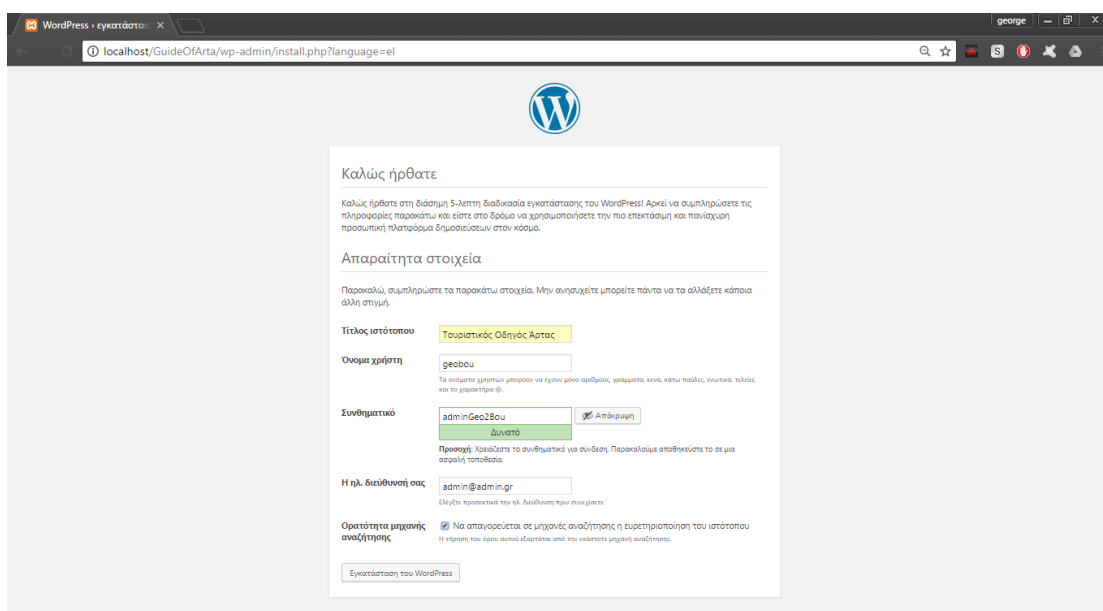 WordPress › εγκατάστασ
george
localhost/GuideOfArta/wp-admin/install.php?language=el
S
W
Καλώς ήρθατε
Καλώς ήρθατε στη διάσημη 5-λεπτη διαδικασία εγκατάστασης του WordPress! Αρκεί να συμπληρώσετε τις
πληροφορίες παρακάτω και είστε στο δρόμο να χρησιμοποιήσετε την πιο επεκτάσιμη και πανίσχυρη
προσωπική πλατφόρμα δημοσιεύσεων στον κόσμο.
Απαραίτητα στοιχεία
Παρακαλώ, συμπληρώστε τα παρακάτω στοιχεία. Μην ανησυχείτε μπορείτε πάντα να τα αλλάξετε κάποια
άλλη στιγμή.
Τίτλος ιστότοπου
Τουριστικός Οδηγός Άρτας
Όνομα χρήστη
geobou
Τα ονόματα χρηστών μπορούν να έχουν μόνο αριθμούς, γράμματα, κενά, κάτω παύλες, ενωτικά, τελείες
και το χαρακτήρα @.
Συνθηματικό
adminGeo2Bou
Απόκρυψη
Δυνατό
Προσοχή: Χρειάζεστε το συνθηματικό για σύνδεση. Παρακαλούμε αποθηκεύστε το σε μια
ασφαλή τοποθεσία.
Η ηλ. διεύθυνσή σας
admin@admin.gr
Ελέγξτε προσεκτικά την ηλ. διεύθυνση πριν συνεχίσετε.
Ορατότητα μηχανής
αναζήτησης
Να απαγορεύεται σε μηχανές αναζήτησης η ευρετηριοποίηση του ιστότοπου
Η τήρηση του όρου αυτού εξαρτάται από την εκάστοτε μηχανή αναζήτησης.
Εγκατάσταση του WordPress